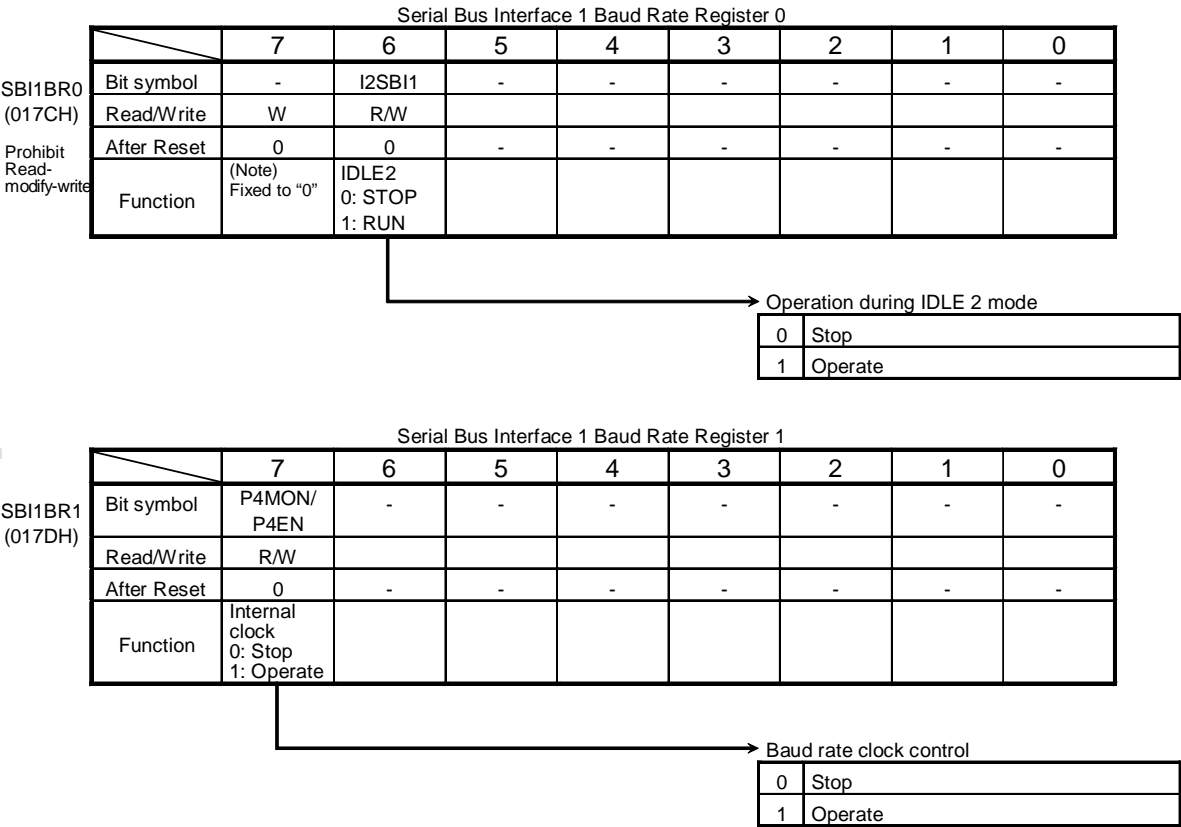 Serial Bus Interface 1 Baud Rate Register 0
7 6 5 4 3 2 1 0
SBI1BR0
(017CH)
Prohibit
Read-
modify-write
Bit symbol - I2SBI1 - - - - - -
Read/Write W R/W
After Reset 0 0 - - - - - -
Function
(Note)
Fixed to “0”
IDLE2
0: STOP
1: RUN
Operation during IDLE 2 mode
0 Stop
1 Operate
Serial Bus Interface 1 Baud Rate Register 1
7 6 5 4 3 2 1 0
SBI1BR1
(017DH)
Bit symbol P4MON/ - - - - - - -
P4EN
Read/Write R/W
After Reset 0 - - - - - - -
Function
Internal
clock
0: Stop
1: Operate
Baud rate clock control
0 Stop
1 Operate